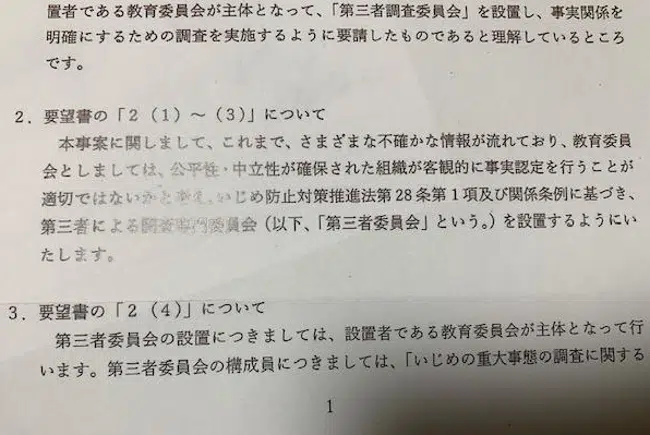 置者である教育委員会が主体となって、「第三者調査委員会」を設置し、事実関係を
明確にするための調査を実施するように要請したものであると理解しているところ
です。
2．要望書の「2（1）～（3）」について
本事案に関しまして、これまで、さまざまな不確かな情報が流れており、教育委員
会としましては、公平性・中立性が確保された組織が客観的に事実認定を行うことが
適切ではないかと考え、いじめ防止対策推進法第28条第1項及び関係条例に基づき、
第三者による調査専門委員会（以下、「第三者委員会」という。）を設置するようにい
たします。
3．要望書の「2（4）」について
第三者委員会の設置につきましては、設置者である教育委員会が主体となって行
います。第三者委員会の構成員につきましては、「いじめの重大事態の調査に関する
1